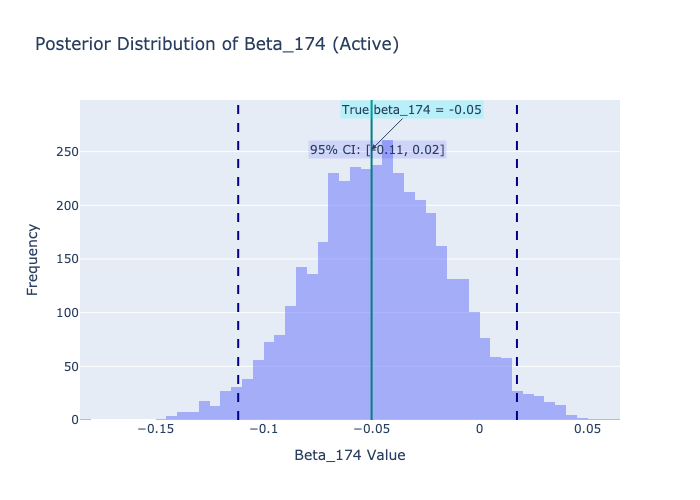 Posterior Distribution of Beta_174 (Active)
True beta_174 = -0.05
95% CI: [-0.11, 0.02]
250
200
150
100
50
0
Frequency
−0.15
−0.1
−0.05
0
0.05
Beta_174 Value